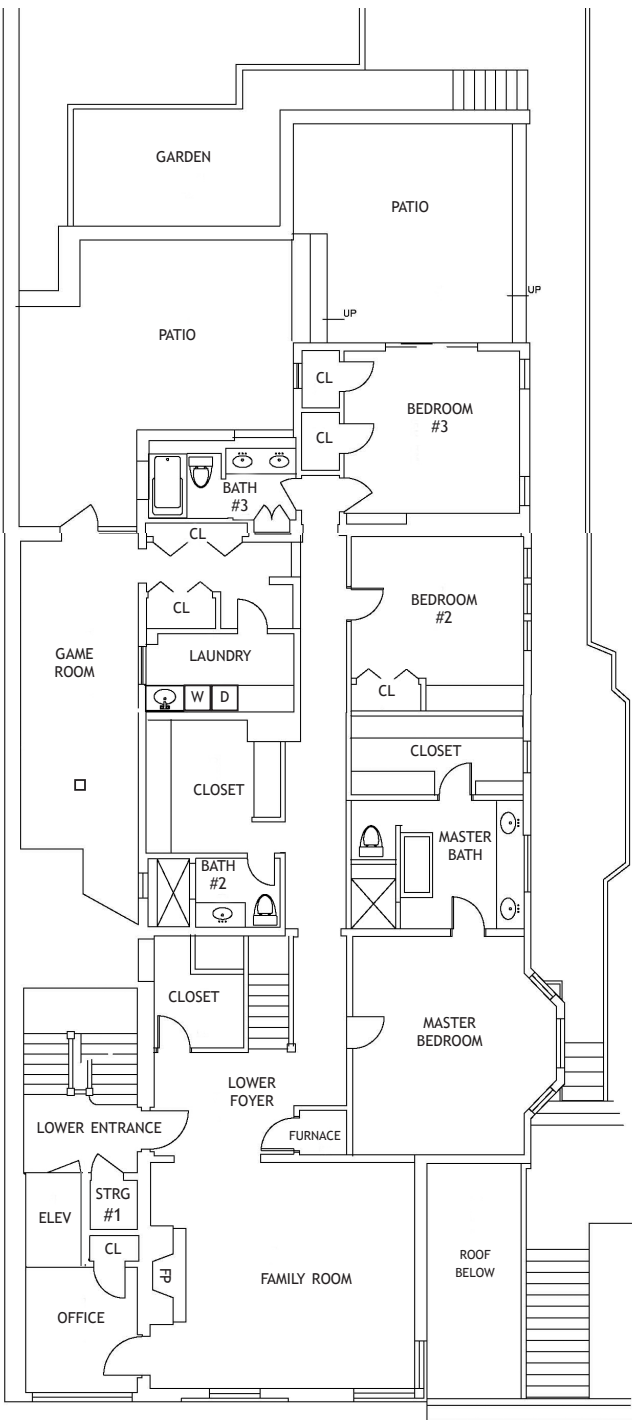 GARDEN
PATIO
UP
UP
PATIO
CL
BEDROOM
#3
CL
BATH
#3
CL
BEDROOM
#2
CL
GAME
ROOM
LAUNDRY
W
D
CL
CLOSET
CLOSET
MASTER
BATH
BATH
#2
CLOSET
MASTER
BEDROOM
LOWER
FOYER
LOWER ENTRANCE
FURNACE
STRG
#1
ELEV
CL
ROOF
BELOW
FP
FAMILY ROOM
OFFICE